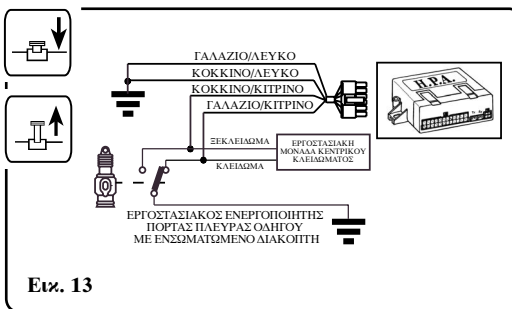 ΓΑΛΑΖΙΟ/ΛΕΥΚΟ
ΚΟΚΚΙΝΟ/ΛΕΥΚΟ
ΚΟΚΚΙΝΟ/ΚΙΤΡΙΝΟ
ΓΑΛΑΖΙΟ/ΚΙΤΡΙΝΟ
H.P.A.
ΞΕΚΛΕΙΔΩΜΑ
ΚΛΕΙΔΩΜΑ
ΕΡΓΟΣΤΑΣΙΑΚΗ
ΜΟΝΑΔΑ ΚΕΝΤΡΙΚΟΥ
ΚΛΕΙΔΩΜΑΤΟΣ
ΕΡΓΟΣΤΑΣΙΑΚΟΣ ΕΝΕΡΓΟΠΟΙΗΤΗΣ
ΠΟΡΤΑΣ ΠΛΕΥΡΑΣ ΟΔΗΓΟΥ
ΜΕ ΕΝΣΩΜΑΤΩΜΕΝΟ ΔΙΑΚΟΠΤΗ
Εικ. 13